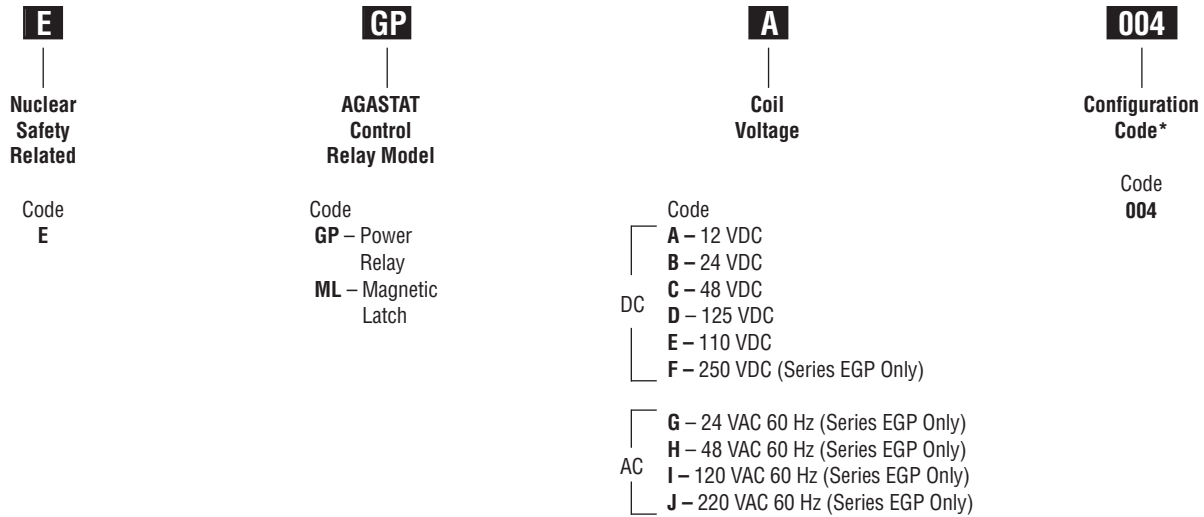 E GP A 004
Nuclear
Safety
Related
Code
E
AGASTAT
Control
Relay Model
Code
GP – Power
Relay
ML – Magnetic
Latch
Coil
Voltage
Code
DC
A – 12 VDC
B – 24 VDC
C – 48 VDC
D – 125 VDC
E – 110 VDC
F – 250 VDC (Series EGP Only)
AC
G – 24 VAC 60 Hz (Series EGP Only)
H – 48 VAC 60 Hz (Series EGP Only)
I – 120 VAC 60 Hz (Series EGP Only)
J – 220 VAC 60 Hz (Series EGP Only)
Configuration
Code*
Code
004